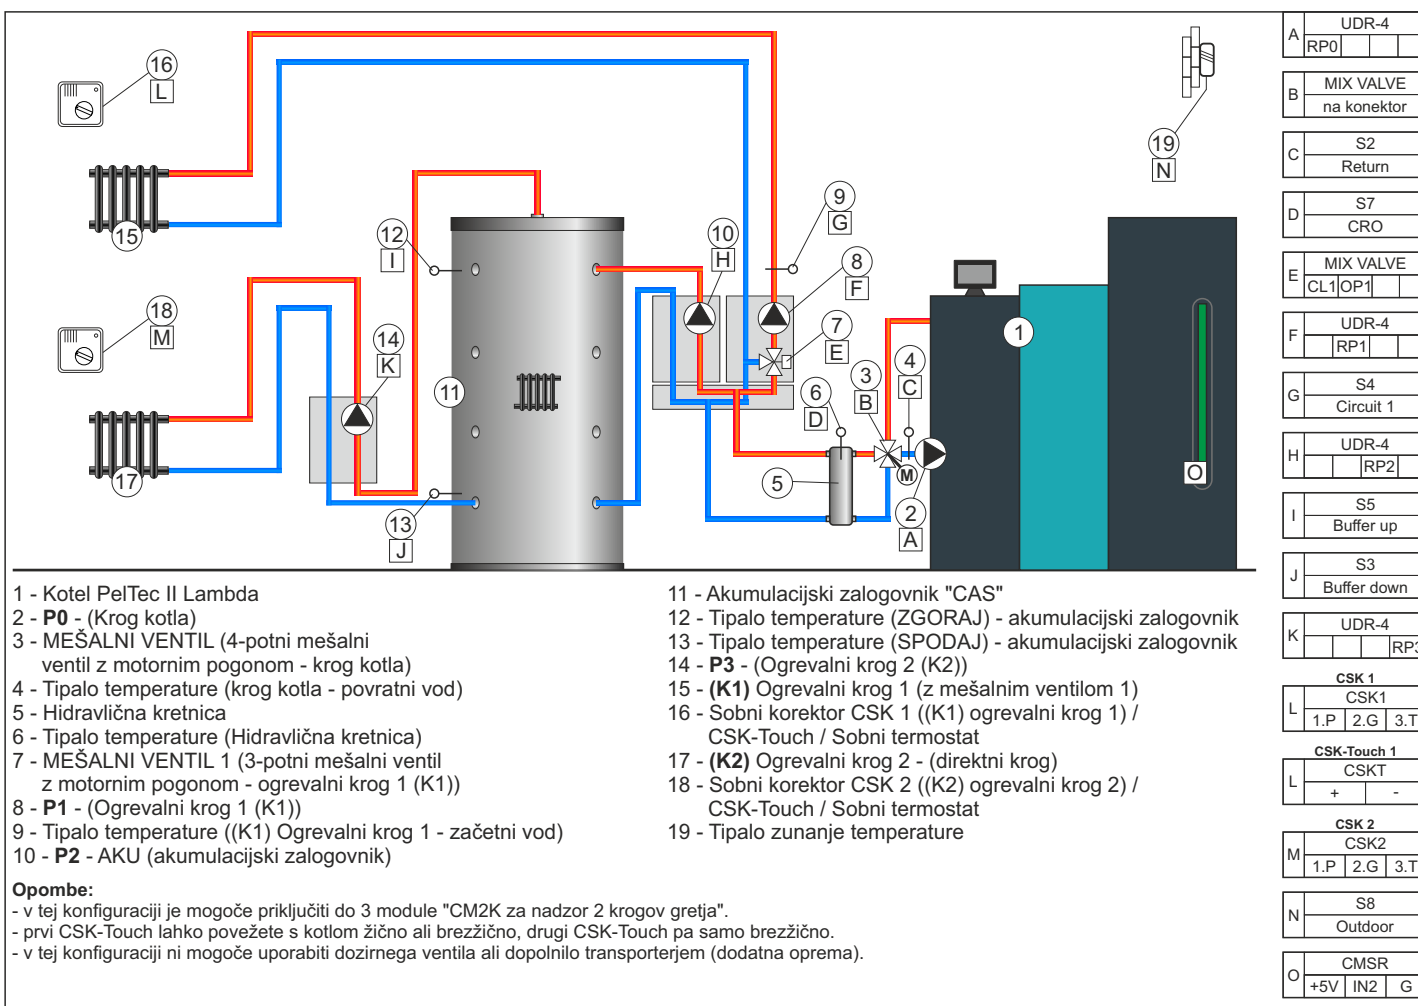 16
L
15
18
M
17
14
K
12
I
11
13
J
10
H
9
G
8
F
7
E
6
D
5
3
B
4
C
M
2
A
1
19
N
O
A UDR-4
RP0
B MIX VALVE
na konektor
C S2
Return
D S7
CRO
E MIX VALVE
CL1 OP1
F UDR-4
RP1
G S4
Circuit 1
H UDR-4
RP2
I S5
Buffer up
J S3
Buffer down
K UDR-4
RP3
CSK 1
L CSK1
1.P 2.G 3.T
CSK-Touch 1
L CSKT
+ -
CSK 2
M CSK2
1.P 2.G 3.T
N S8
Outdoor
O CMSR
+5V IN2 G
1 - Kotel PelTec II Lambda
2 - P0 - (Krog kotla)
3 - MEŠALNI VENTIL (4-potni mešalni
ventil z motornim pogonom - krog kotla)
4 - Tipalo temperature (krog kotla - povratni vod)
5 - Hidravlična kretnica
6 - Tipalo temperature (Hidravlična kretnica)
7 - MEŠALNI VENTIL 1 (3-potni mešalni ventil
z motornim pogonom - ogrevalni krog 1 (K1))
8 - P1 - (Ogrevalni krog 1 (K1))
9 - Tipalo temperature ((K1) Ogrevalni krog 1 - začetni vod)
10 - P2 - AKU (akumulacijski zalogovnik)
11 - Akumulacijski zalogovnik "CAS"
12 - Tipalo temperature (ZGORAJ) - akumulacijski zalogovnik
13 - Tipalo temperature (SPODAJ) - akumulacijski zalogovnik
14 - P3 - (Ogrevalni krog 2 (K2))
15 - (K1) Ogrevalni krog 1 (z mešalnim ventilom 1)
16 - Sobni korektor CSK 1 ((K1) ogrevalni krog 1) /
CSK-Touch / Sobni termostat
17 - (K2) Ogrevalni krog 2 - (direktni krog)
18 - Sobni korektor CSK 2 ((K2) ogrevalni krog 2) /
CSK-Touch / Sobni termostat
19 - Tipalo zunanje temperature
Opombe:
- v tej konfiguraciji je mogoče priključiti do 3 module "CM2K za nadzor 2 krogov gretja".
- prvi CSK-Touch lahko povežete s kotlom žično ali brezžično, drugi CSK-Touch pa samo brezžično.
- v tej konfiguraciji ni mogoče uporabiti dozirnega ventila ali dopolnilo transporterjem (dodatna oprema).